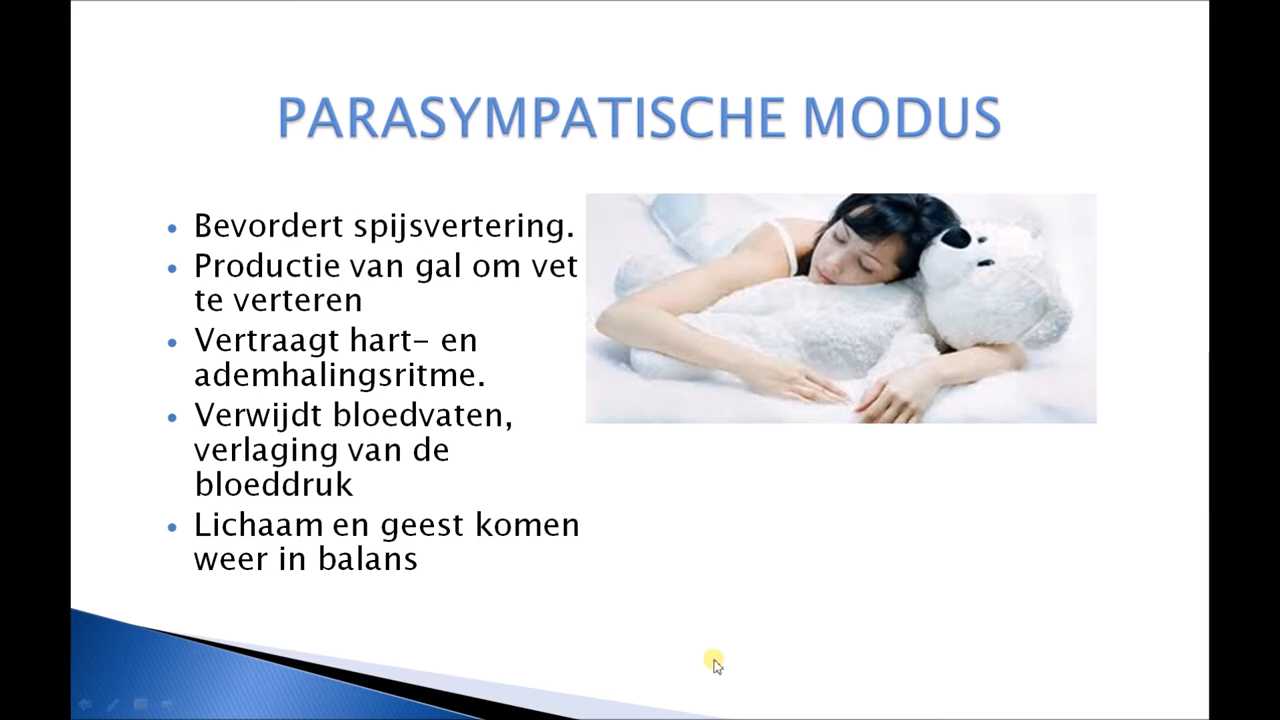 PARASYMPATISCHE MODUS
• Bevordert spijsvertering.
• Productie van gal om vet
te verteren
• Vertraagt hart- en
ademhalingsritme.
• Verwijdt bloedvaten,
verlaging van de
bloeddruk
• Lichaam en geest komen
weer in balans